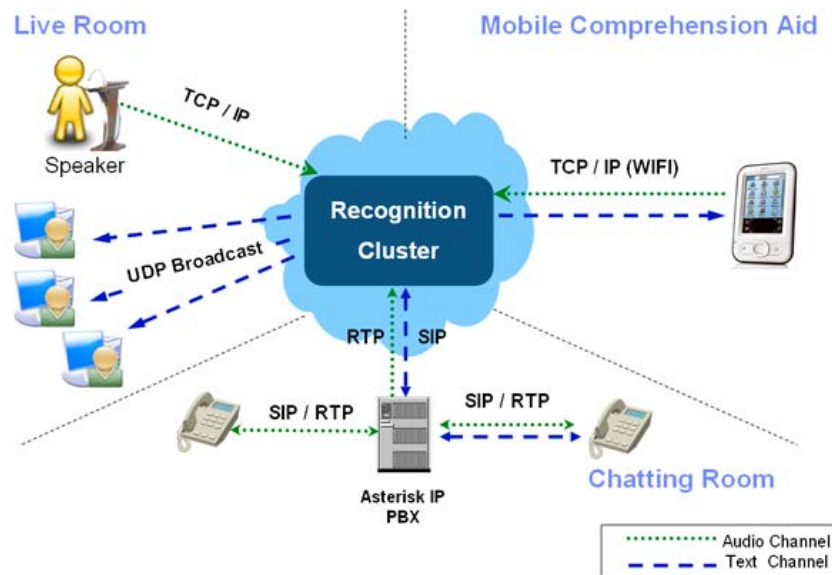 Live Room
Mobile Comprehension Aid
TCP / IP
Speaker
TCP / IP (WIFI)
Recognition
Cluster
UDP Broadcast
RTP
SIP
SIP / RTP
SIP / RTP
Asterisk IP
PBX
Chatting Room
Audio Channel
Text Channel